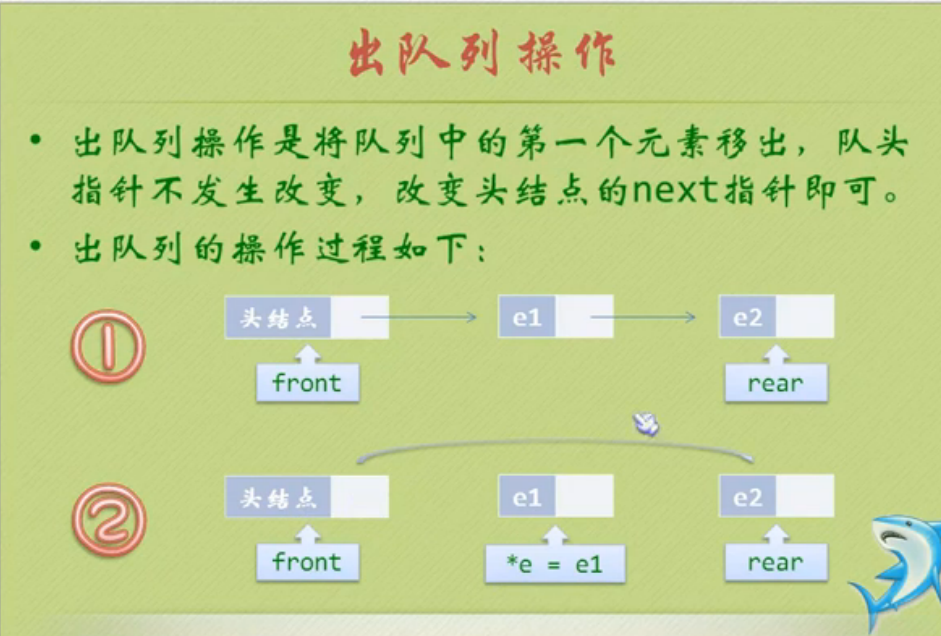 出队列操作
• 出队列操作是将队列中的第一个元素移出，队头
指针不发生改变，改变头结点的next指针即可。
• 出队列的操作过程如下：
①
头结点
e1
e2
front
rear
②
头结点
e1
e2
front
*e = e1
rear